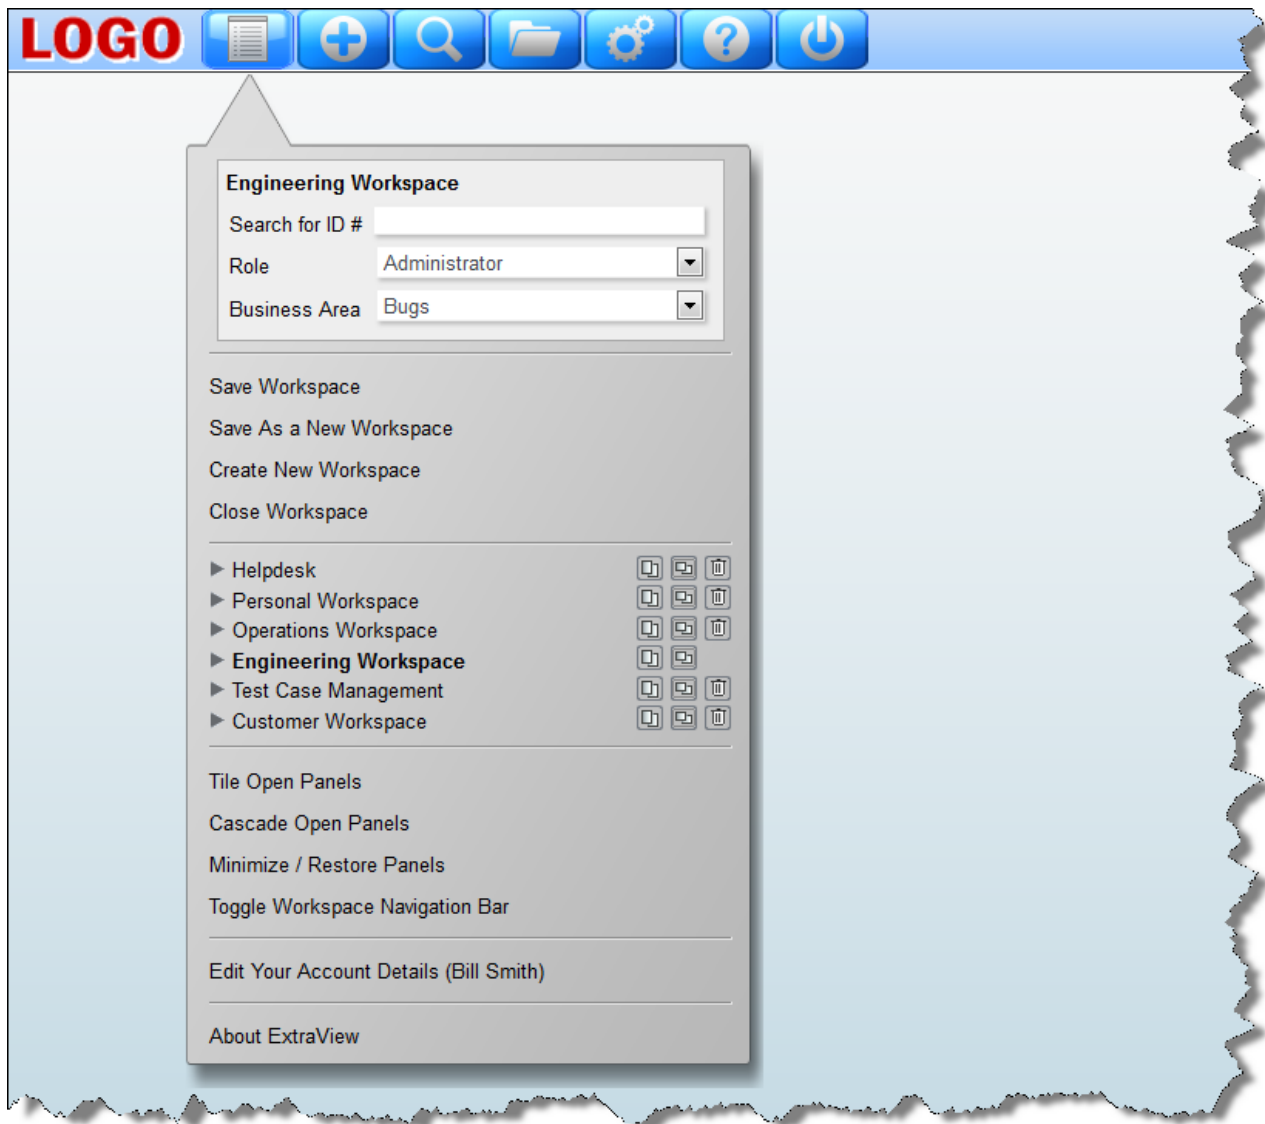 LOGO
Engineering Workspace
Search for ID #
Role Administrator
Business Area Bugs
Save Workspace
Save As a New Workspace
Create New Workspace
Close Workspace
Helpdesk
Personal Workspace
Operations Workspace
Engineering Workspace
Test Case Management
Customer Workspace
Tile Open Panels
Cascade Open Panels
Minimize / Restore Panels
Toggle Workspace Navigation Bar
Edit Your Account Details (Bill Smith)
About ExtraView